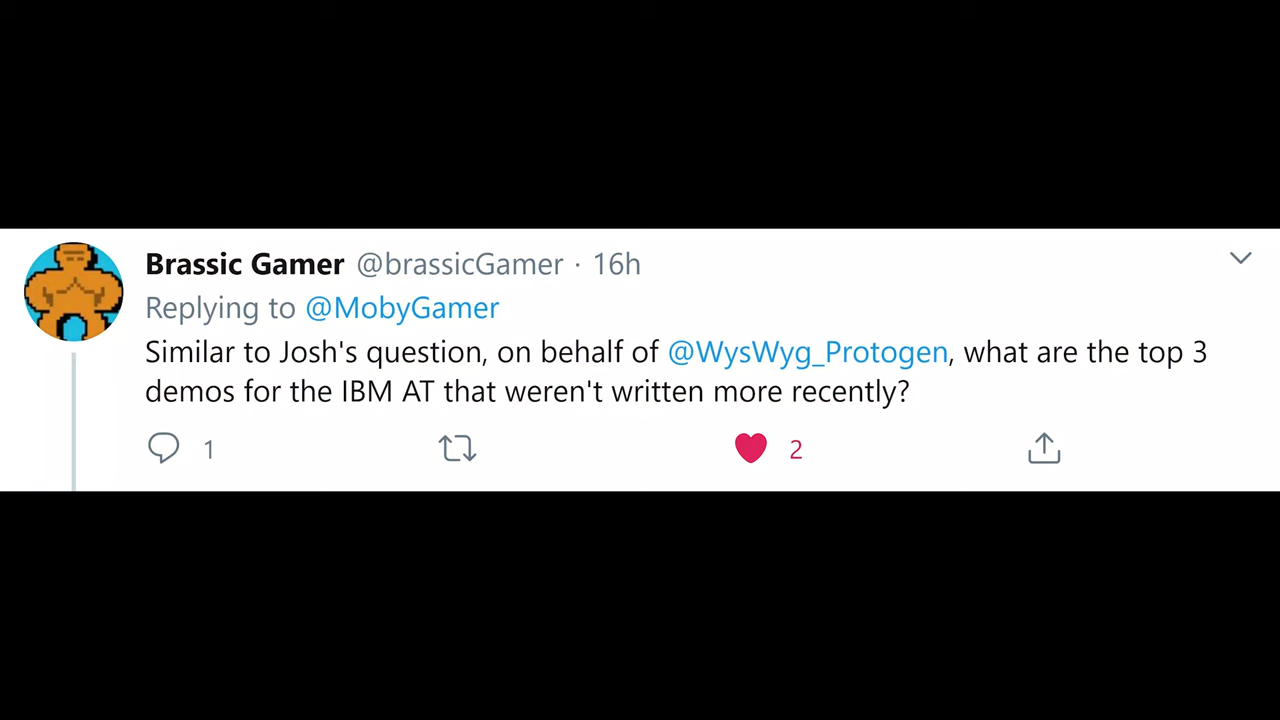 Brassic Gamer @brassicGamer · 16h
Replying to @MobyGamer
Similar to Josh's question, on behalf of @WysWyg_Protogen, what are the top 3
demos for the IBM AT that weren't written more recently?
1 2